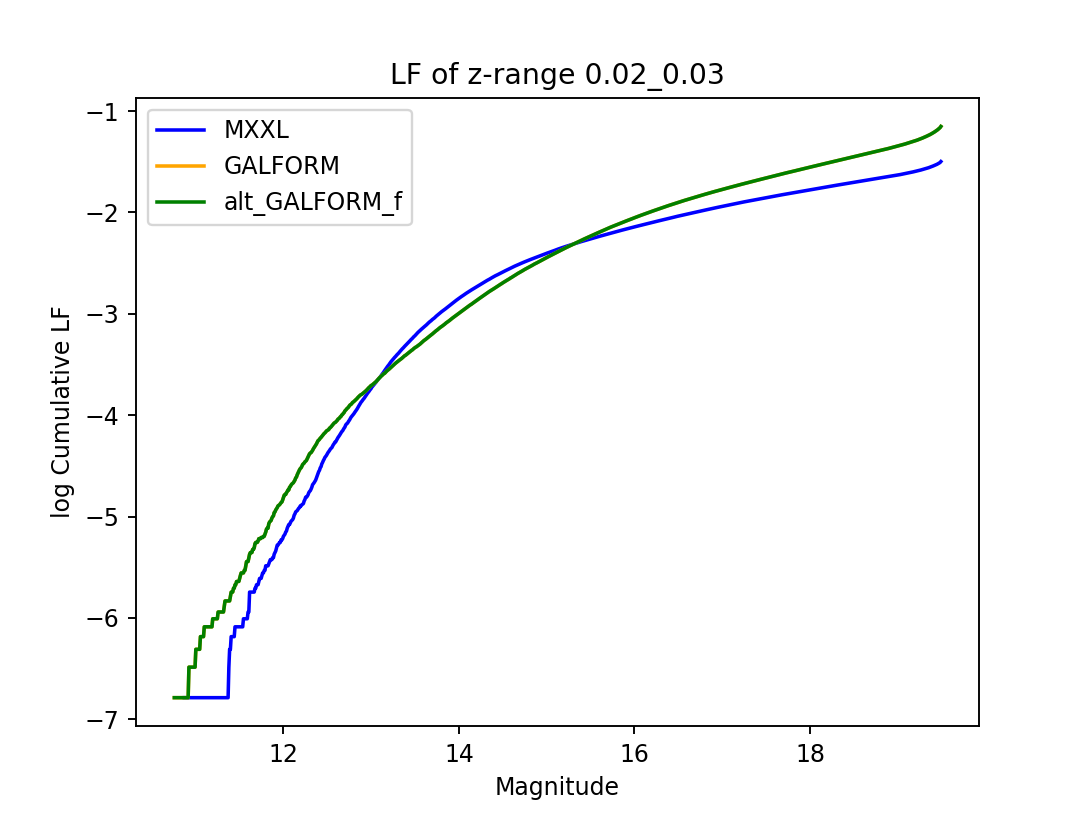 LF of z-range 0.02_0.03
MXXL
GALFORM
alt_GALFORM_f
−1
−2
−3
−4
−5
−6
−7
log Cumulative LF
12
14
16
18
Magnitude